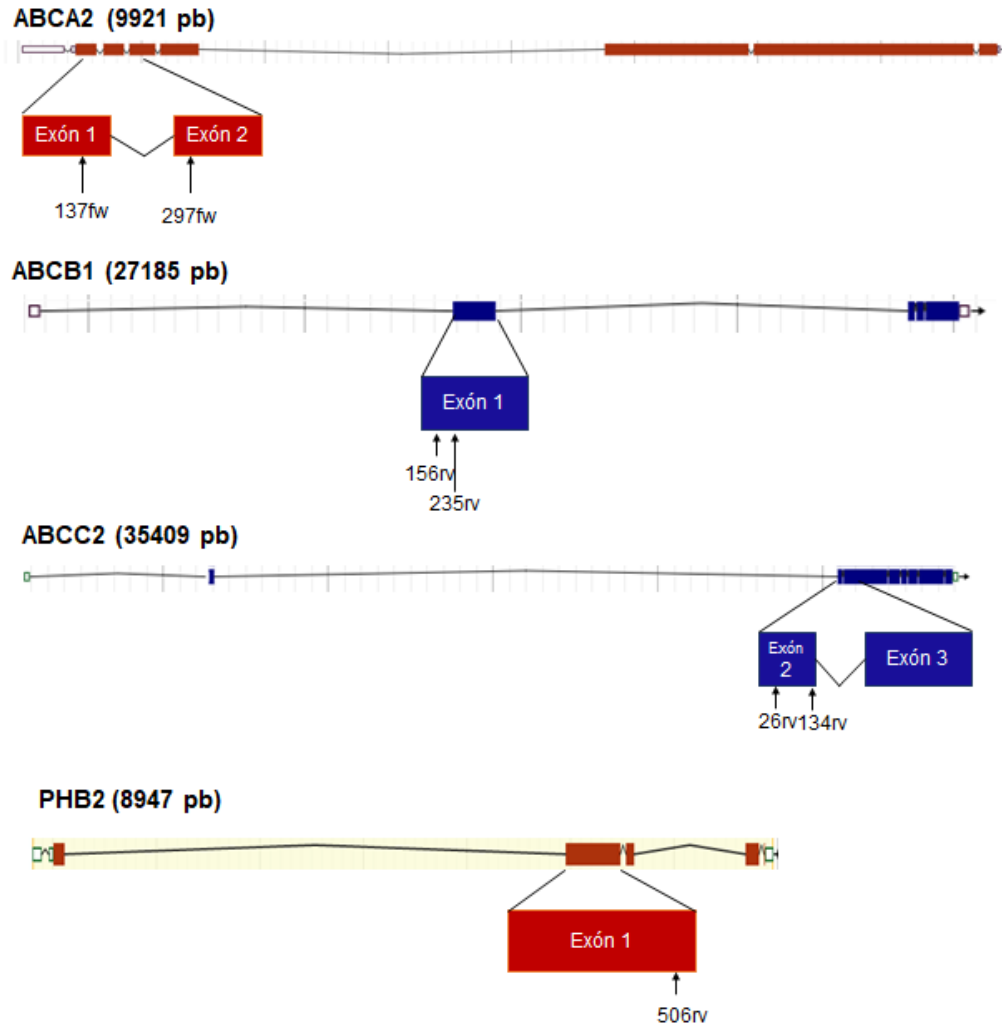 ABCA2 (9921 pb)
Exón 1
Exón 2
137fw
297fw
ABCB1 (27185 pb)
Exón 1
156rv
235rv
ABCC2 (35409 pb)
Exón 2
Exón 3
26rv
134rv
PHB2 (8947 pb)
Exón 1
506rv